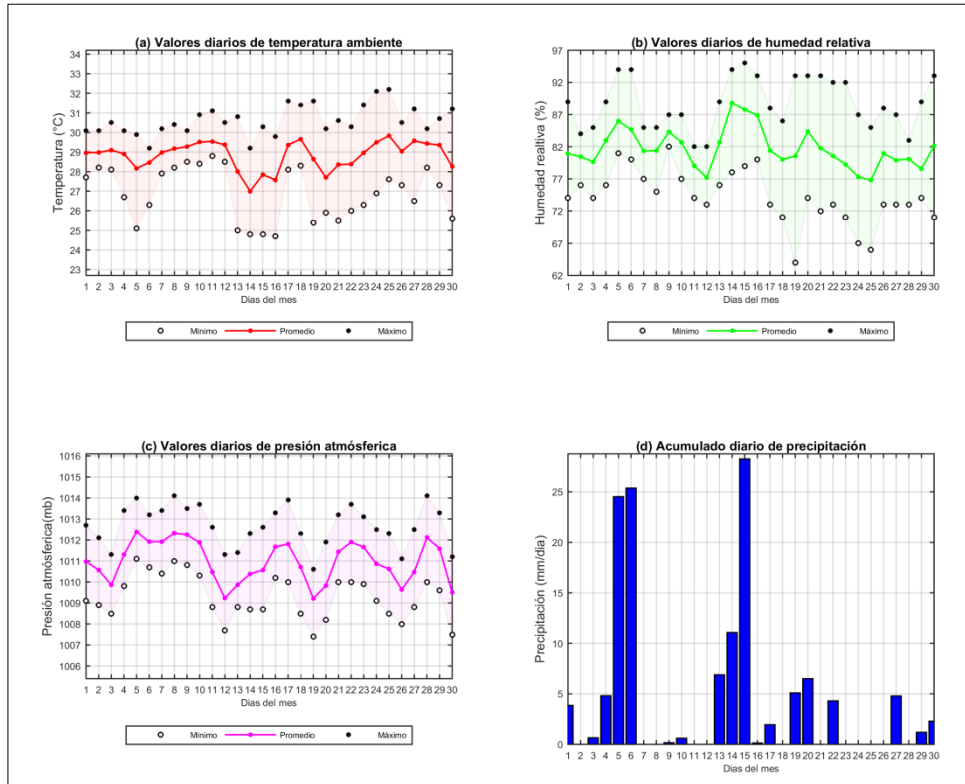 (a) Valores diarios de temperatura ambiente
34
33
32
31
30
29
28
27
26
25
24
23
Temperatura (°C)
1 2 3 4 5 6 7 8 9 10 11 12 13 14 15 16 17 18 19 20 21 22 23 24 25 26 27 28 29 30
Dias del mes
Mínimo Promedio Máximo
(b) Valores diarios de humedad relativa
97
92
87
82
77
72
67
62
Humedad realtiva (%)
1 2 3 4 5 6 7 8 9 10 11 12 13 14 15 16 17 18 19 20 21 22 23 24 25 26 27 28 29 30
Dias del mes
Mínimo Promedio Máximo
(c) Valores diarios de presión atmósferica
1016
1015
1014
1013
1012
1011
1010
1009
1008
1007
1006
Presión atmósferica(mb)
1 2 3 4 5 6 7 8 9 10 11 12 13 14 15 16 17 18 19 20 21 22 23 24 25 26 27 28 29 30
Dias del mes
Mínimo Promedio Máximo
(d) Acumulado diario de precipitación
25
20
15
10
5
0
Precipitación (mm/dia)
1 2 3 4 5 6 7 8 9 10 11 12 13 14 15 16 17 18 19 20 21 22 23 24 25 26 27 28 29 30
Dias del mes